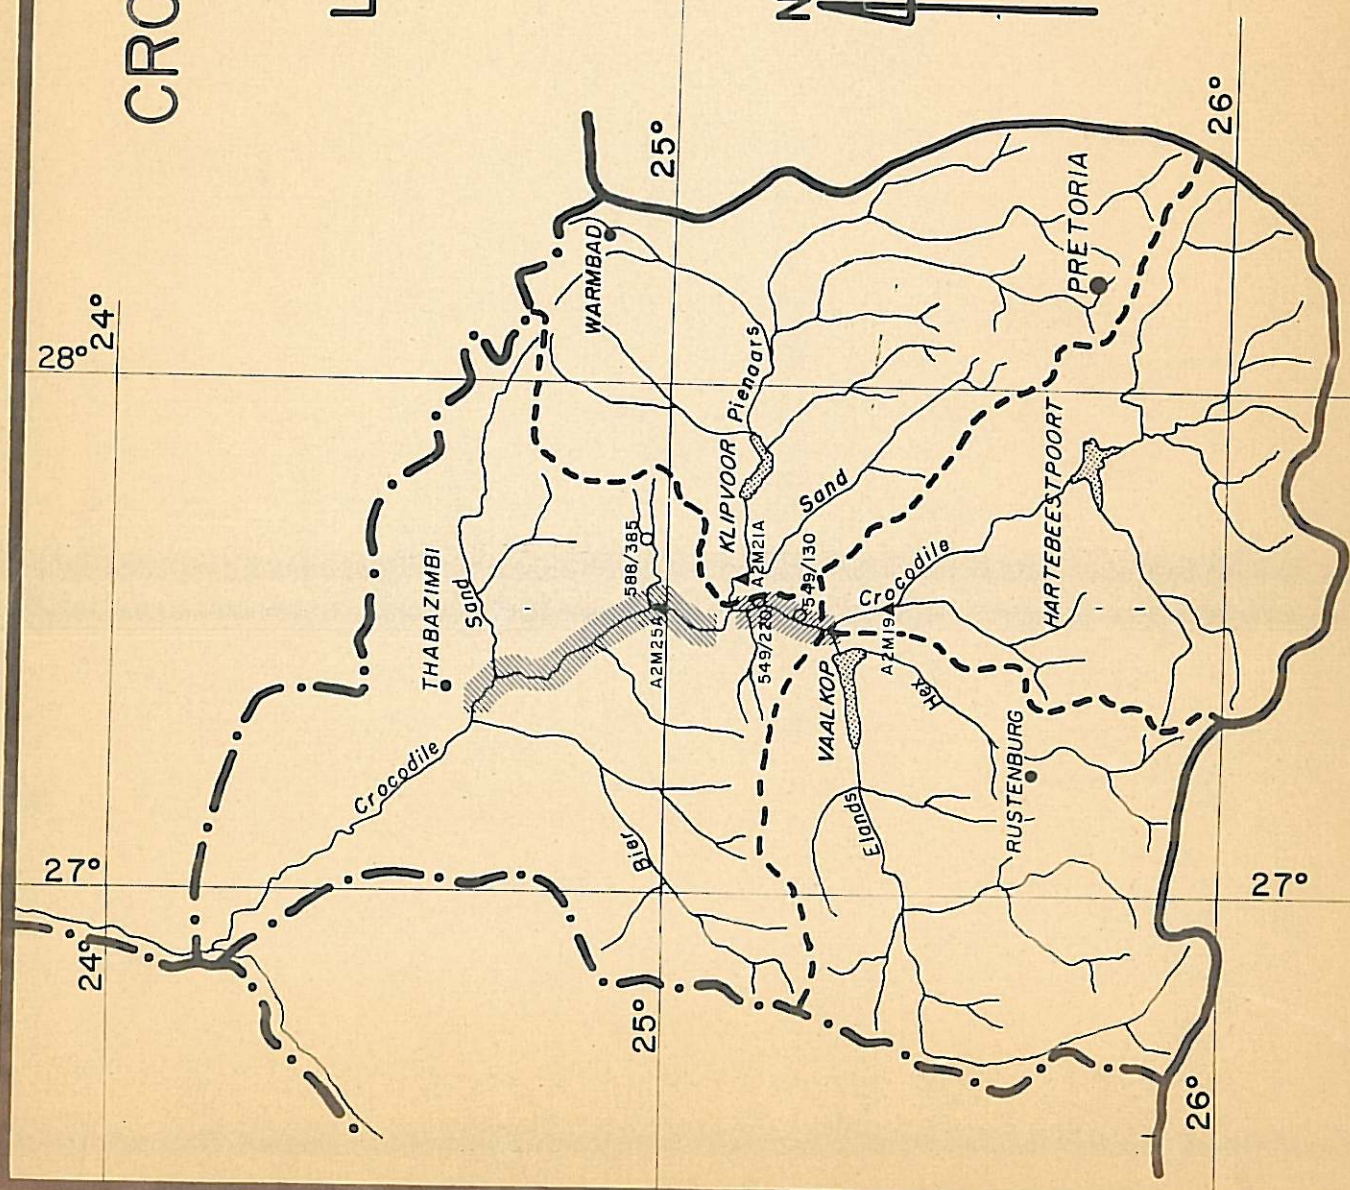 CRO
L
N
28°
24°
25°
26°
WARMBAD
PRETORIA
Pienaars
KLIPVOOR
Sand
HARTEBEESTPOORT
THABAZIMBI
Sand
588/385
A2M21A
549/130
Crocodile
A2M25A
549/220
A2M19A
VAALKOP
Hex
Crocodile
RUSTENBURG
Bier
Elands
27°
27°
24°
25°
26°